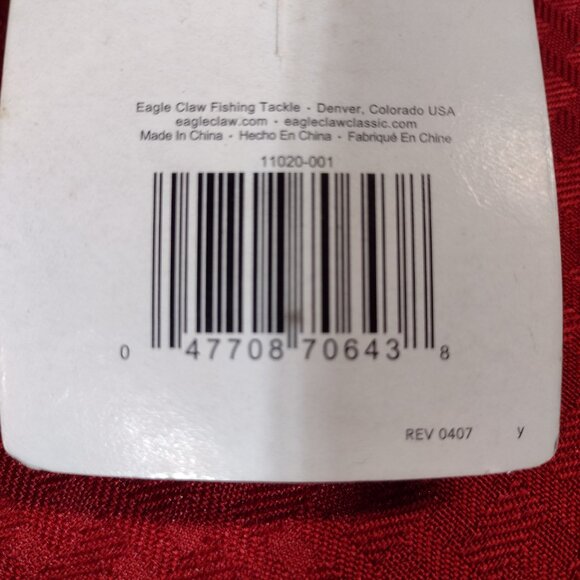 Eagle Claw Fishing Tackle • Denver, Colorado USA
eagleclaw.com • eagleclawclassic.com
Made In China • Hecho En China • Fabriqué En Chine
11020-001
0 47708 70643 8
REV 0407 y